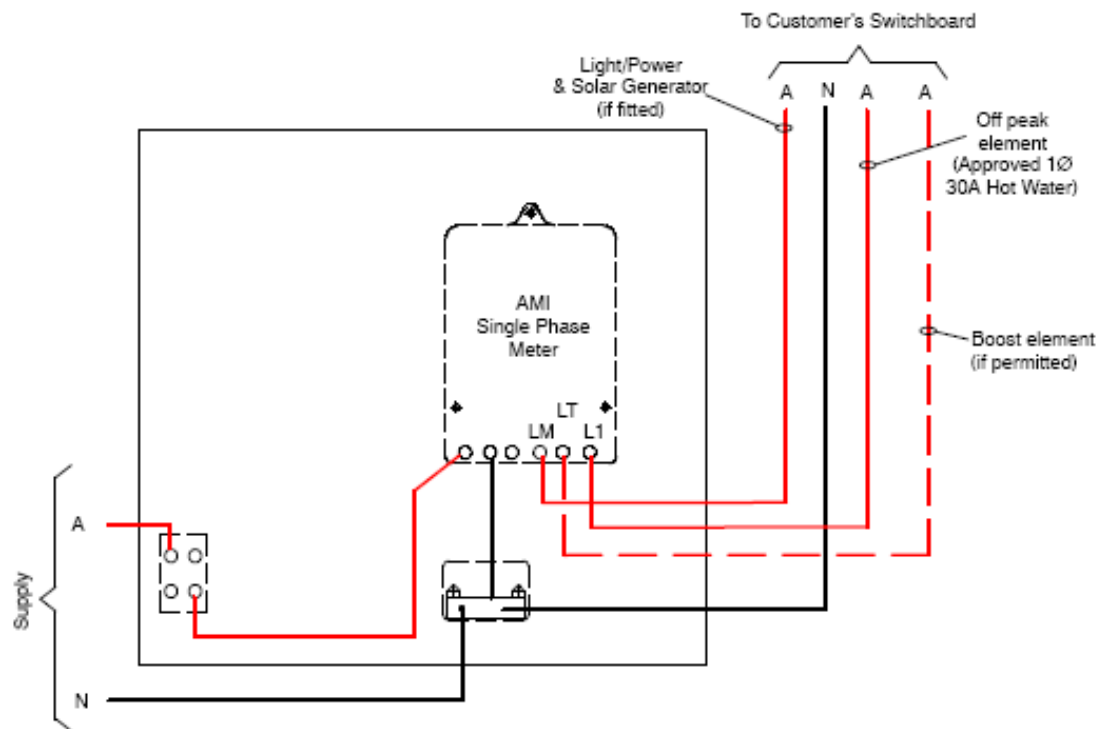 To Customer's Switchboard
Light/Power
& Solar Generator
(if fitted)
A N A A
Off peak
element
(Approved 1Ø
30A Hot Water)
AMI
Single Phase
Meter
Boost element
(if permitted)
LT
LM L1
Supply
A
N